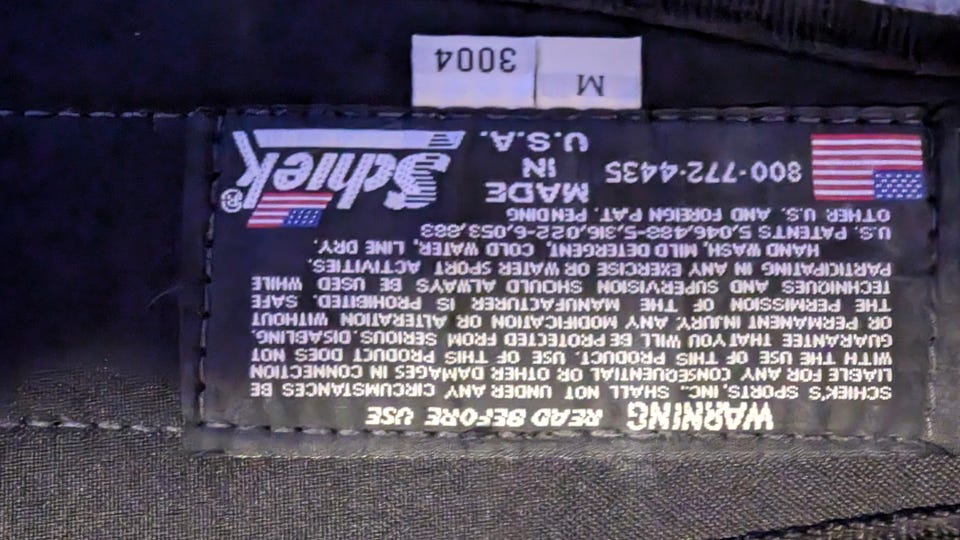 WARNING READ BEFORE USE
SCHIEK'S SPORTS, INC., SHALL NOT UNDER ANY CIRCUMSTANCES BE
LIABLE FOR ANY CONSEQUENTIAL OR OTHER DAMAGES IN CONNECTION
WITH THE USE OF THIS PRODUCT. USE OF THIS PRODUCT DOES NOT
GUARANTEE THAT YOU WILL BE PROTECTED FROM SERIOUS, DISABLING,
OR PERMANENT INJURY. ANY MODIFICATION OR ALTERATION WITHOUT
THE PERMISSION OF THE MANUFACTURER IS PROHIBITED. SAFE
TECHNIQUES AND SUPERVISION SHOULD ALWAYS BE USED WHILE
PARTICIPATING IN ANY EXERCISE OR WATER SPORT ACTIVITIES.
HAND WASH, MILD DETERGENT, COLD WATER, LINE DRY.
U.S. PATENTS 5,046,488-5,316,022-6,053,883
OTHER U.S. AND FOREIGN PAT. PENDING
800-772-4435
MADE
IN
U.S.A.
Schiek®
M
3004